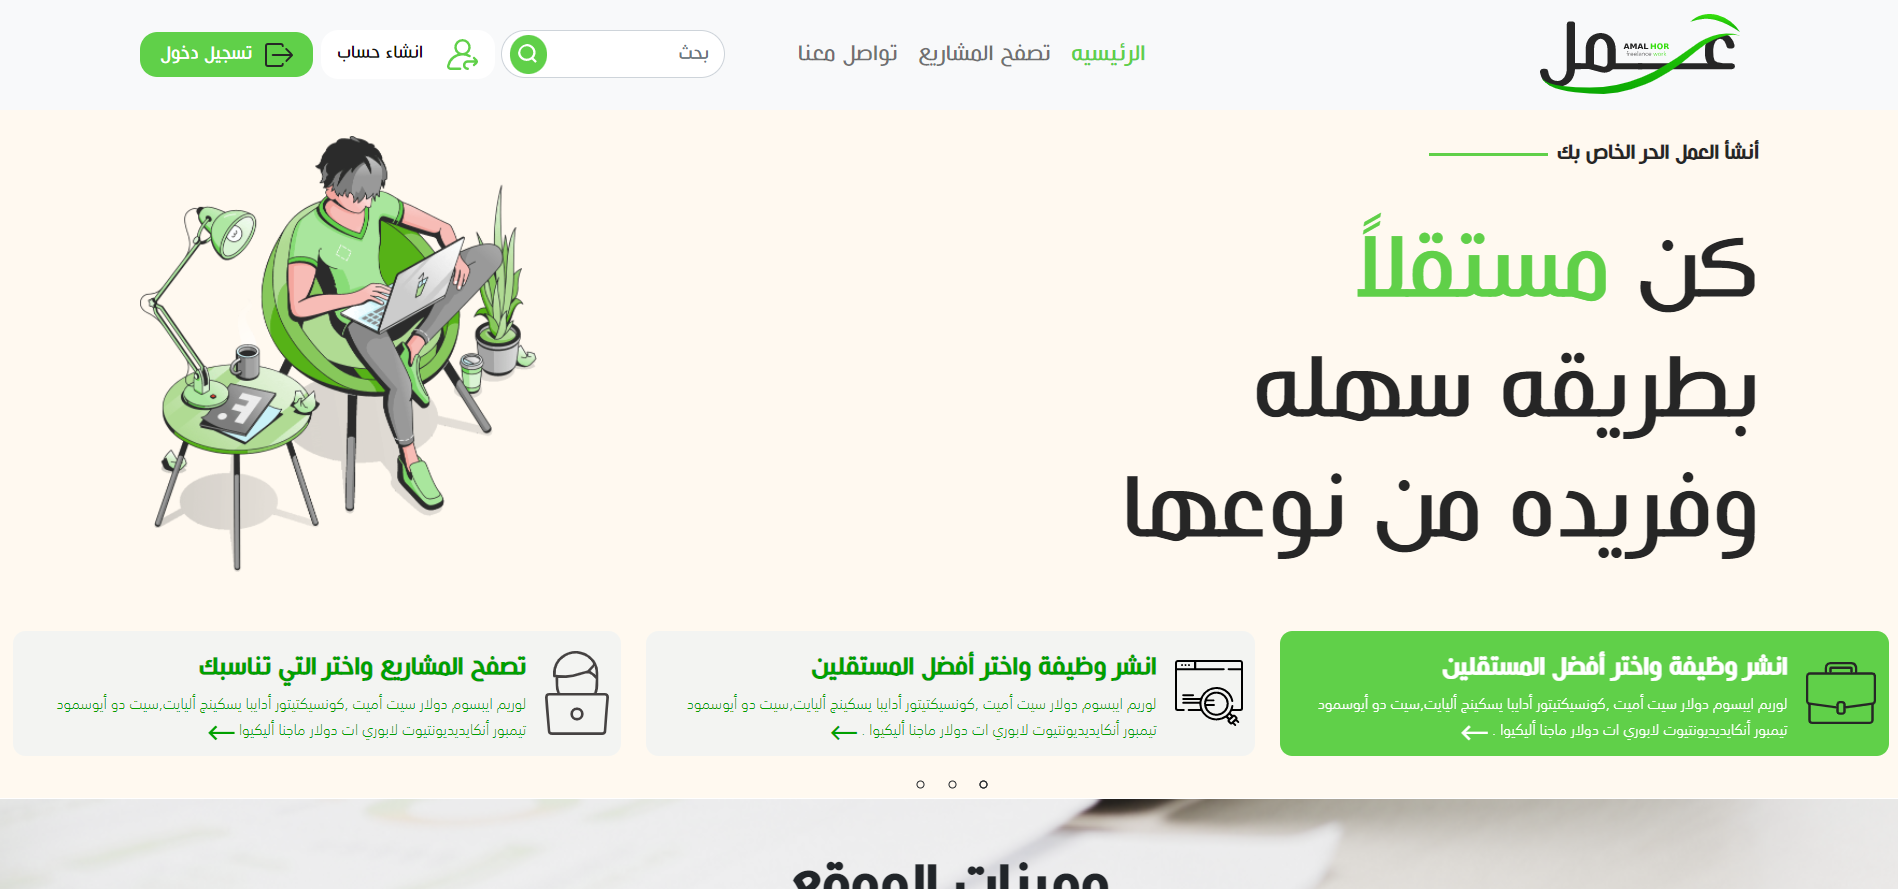 عمل
AMAL HOR
freelance work
الرئيسيه
تصفح المشاريع
تواصل معنا
بحث
انشاء حساب
تسجيل دخول
أنشأ العمل الحر الخاص بك
كن مستقلاً
بطريقه سهله
وفريده من نوعها
انشر وظيفة واختر أفضل المستقلين
لوريم ايبسوم دولار سيت أميت ,كونسيكتيتور أدايبا يسكينج أليايت,سيت دو أيوسمود
تيمبور أنكايديديونتيوت لابوري ات دولار ماجنا أليكيوا .
انشر وظيفة واختر أفضل المستقلين
لوريم ايبسوم دولار سيت أميت ,كونسيكتيتور أدايبا يسكينج أليايت,سيت دو أيوسمود
تيمبور أنكايديديونتيوت لابوري ات دولار ماجنا أليكيوا .
تصفح المشاريع واختر التي تناسبك
لوريم ايبسوم دولار سيت أميت ,كونسيكتيتور أدايبا يسكينج أليايت,سيت دو أيوسمود
تيمبور أنكايديديونتيوت لابوري ات دولار ماجنا أليكيوا
مميزات الموقع